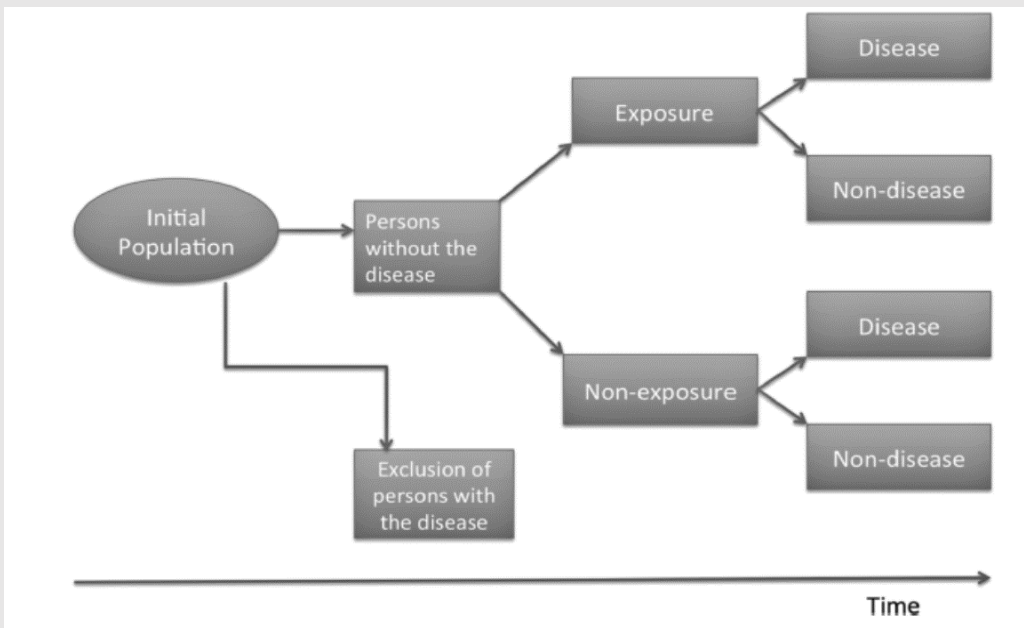 Disease
Exposure
Non-disease
Initial
Population
Persons
without the
disease
Disease
Non-exposure
Non-disease
Exclusion of
persons with
the disease
Time